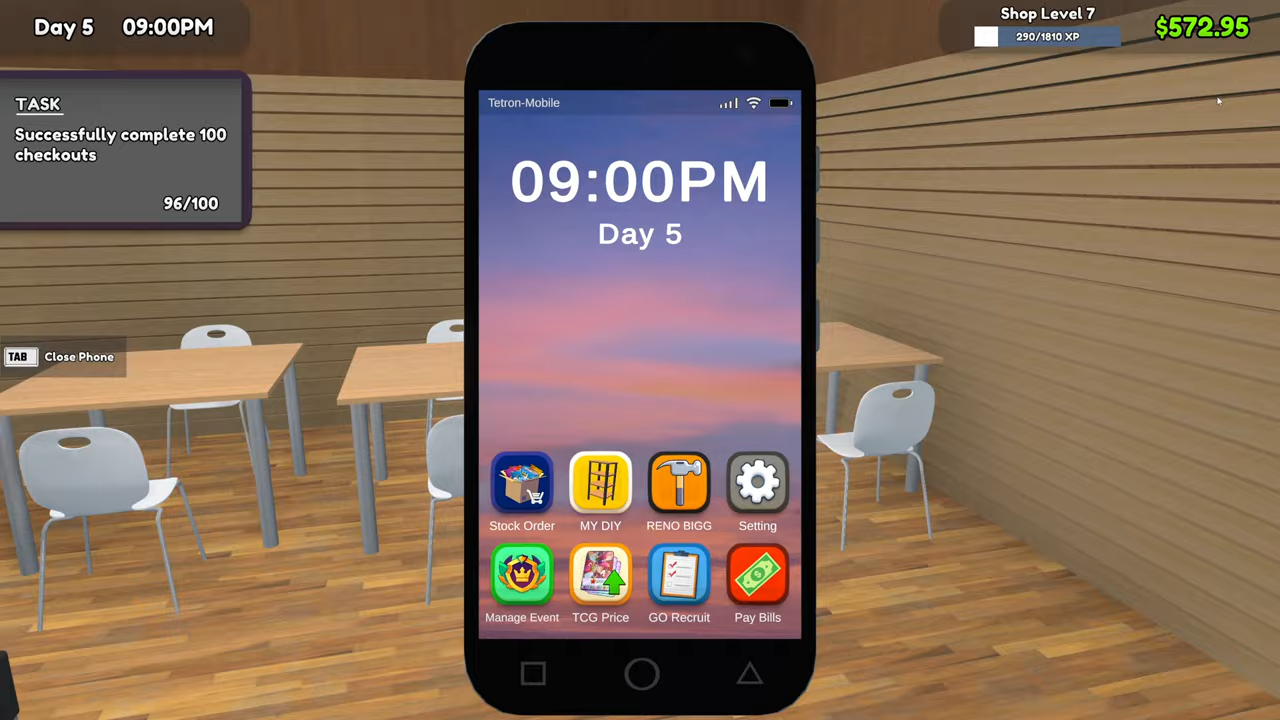 Day 5 09:00PM
Shop Level 7
290/1810 XP
$572.95
TASK
Successfully complete 100
checkouts
96/100
TAB Close Phone
Tetron-Mobile
09:00PM
Day 5
Stock Order MY DIY RENO BIGG Setting
Manage Event TCG Price GO Recruit Pay Bills